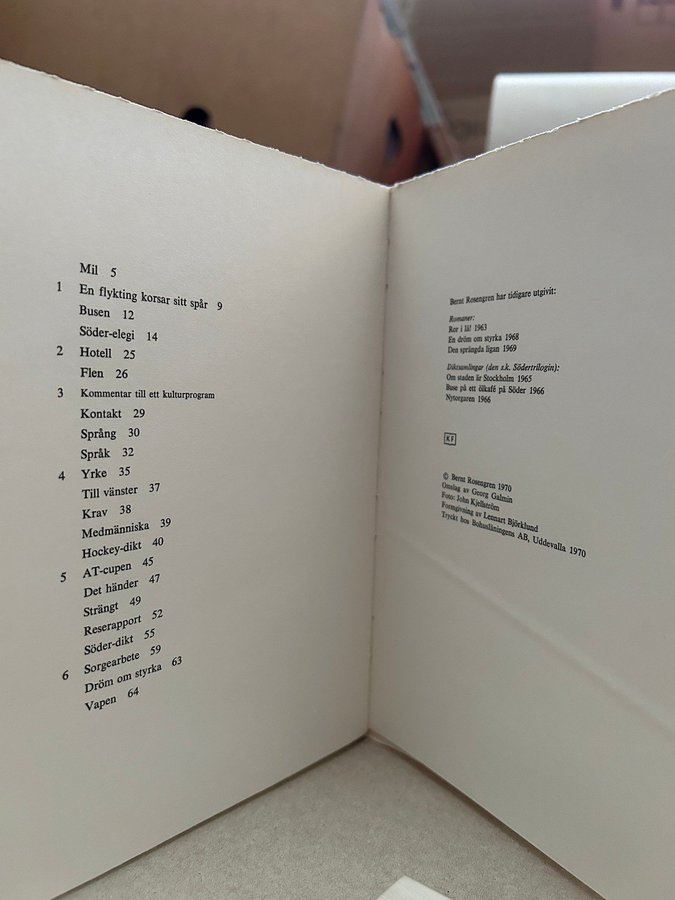 Mil 5
1 En flykting korsar sitt spår 9
Busen 12
Söder-elegi 14
2 Hotell 25
Flen 26
3 Kommentar till ett kulturprogram
Kontakt 29
Språng 30
Språk 32
4 Yrke 35
Till vänster 37
Krav 38
Medmänniska 39
Hockey-dikt 40
5 AT-cupen 45
Det händer 47
Strängt 49
Reserapport 52
Söder-dikt 55
6 Sorgearbete 59
Dröm om styrka 63
Vapen 64
Bernt Rosengren har tidigare utgivit:
Romaner:
Ror i lä! 1963
En dröm om styrka 1968
Den sprängda ligan 1969
Diktsamlingar (den s.k. Södertrilogin):
Om staden är Stockholm 1965
Buse på ett ölkafé på Söder 1966
Nytorgaren 1966
KF
© Bernt Rosengren 1970
Omslag av Georg Galmin
Foto: John Kjellström
Formgivning av Lennart Björklund
Tryckt hos Bohusläningens AB, Uddevalla 1970